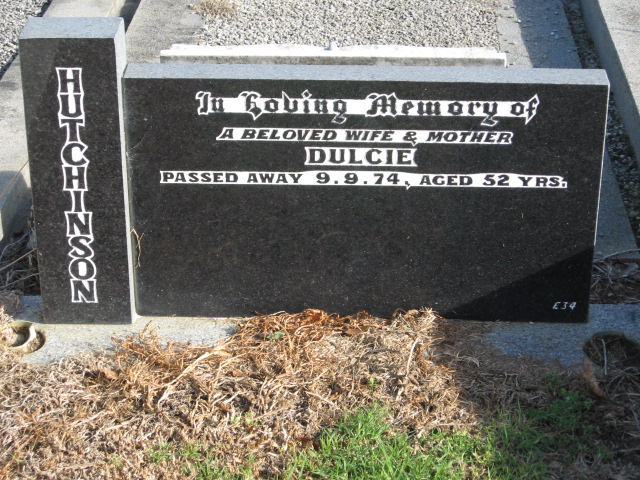 HUTCHINSON
In Loving Memory of
A BELOVED WIFE & MOTHER
DULCIE
PASSED AWAY 9.9.74, AGED 52 YRS.
E34